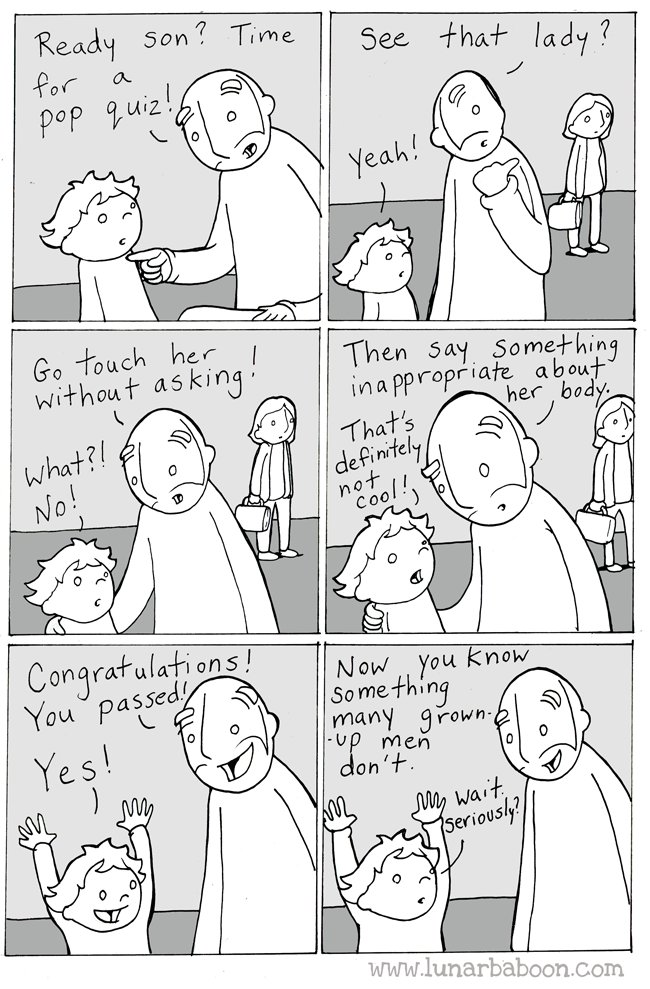 Ready son? Time
for a
pop quiz!
See that lady?
Yeah!
Go touch her
without asking!
What?!
No!
Then say something
inappropriate about
her body.
That's
definitely
not
cool!
Congratulations!
You passed!
Yes!
Now you know
something
many grown-
-up men
don't.
Wait.
Seriously?
www.lunarbaboon.com